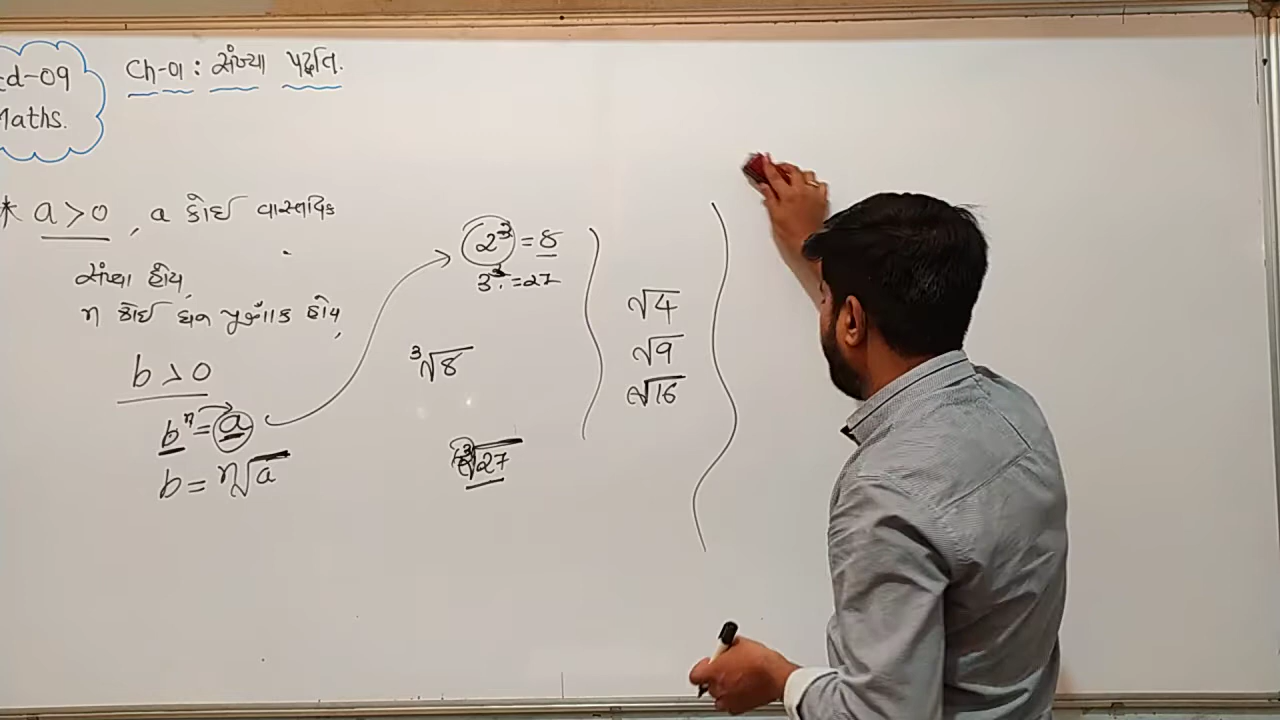 d-09
Maths.
Ch-01 : સંખ્યા પદ્ધતિ.
* a > 0 , a કોઈ વાસ્તવિક
સંખ્યા હોય,
n કોઈ ધન પૂર્ણાંક હોય,
b > 0
bⁿ = a
b = ⁿ√a
2³ = 8
3³ = 27
³√8
³√27
√4
√9
√16